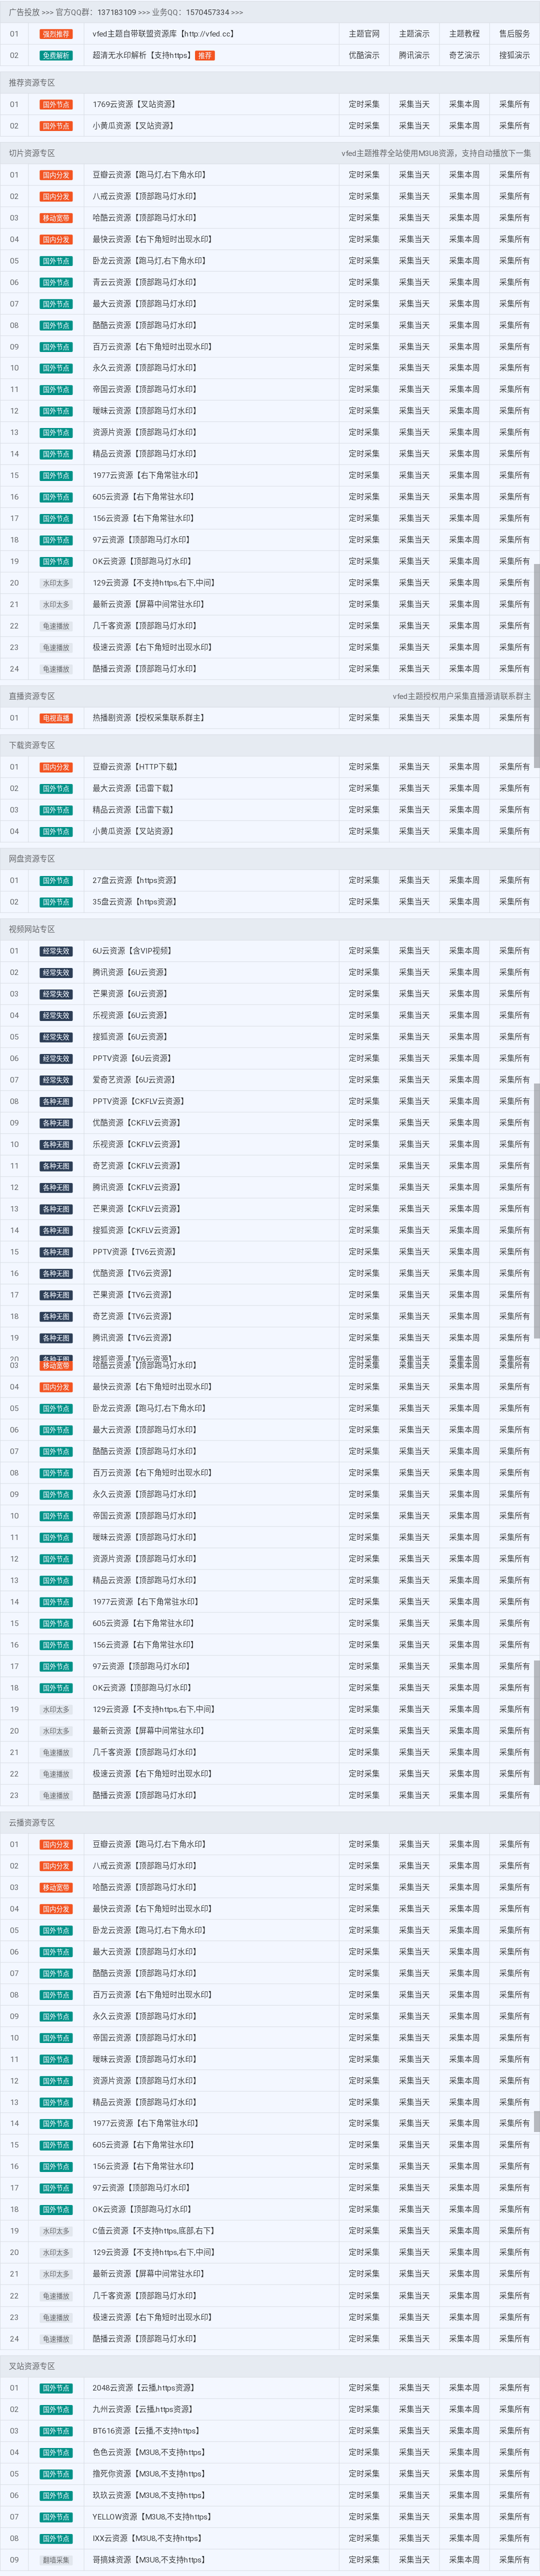 广告投放 >>> 官方QQ群：137183109 >>> 业务QQ：1570457334 >>>
01 强烈推荐 vfed主题自带联盟资源库【http://vfed.cc】 主题官网 主题演示 主题教程 售后服务
02 免费解析 超清无水印解析【支持https】 推荐 优酷演示 腾讯演示 奇艺演示 搜狐演示
推荐资源专区
01 国外节点 1769云资源【叉站资源】 定时采集 采集当天 采集本周 采集所有
02 国外节点 小黄瓜资源【叉站资源】 定时采集 采集当天 采集本周 采集所有
切片资源专区 vfed主题推荐全站使用M3U8资源，支持自动播放下一集
01 国内分发 豆瓣云资源【跑马灯,右下角水印】 定时采集 采集当天 采集本周 采集所有
02 国内分发 八戒云资源【顶部跑马灯水印】 定时采集 采集当天 采集本周 采集所有
03 移动宽带 哈酷云资源【顶部跑马灯水印】 定时采集 采集当天 采集本周 采集所有
04 国内分发 最快云资源【右下角短时出现水印】 定时采集 采集当天 采集本周 采集所有
05 国外节点 卧龙云资源【跑马灯,右下角水印】 定时采集 采集当天 采集本周 采集所有
06 国外节点 青云云资源【顶部跑马灯水印】 定时采集 采集当天 采集本周 采集所有
07 国外节点 最大云资源【顶部跑马灯水印】 定时采集 采集当天 采集本周 采集所有
08 国外节点 酷酷云资源【顶部跑马灯水印】 定时采集 采集当天 采集本周 采集所有
09 国外节点 百万云资源【右下角短时出现水印】 定时采集 采集当天 采集本周 采集所有
10 国外节点 永久云资源【顶部跑马灯水印】 定时采集 采集当天 采集本周 采集所有
11 国外节点 帝国云资源【顶部跑马灯水印】 定时采集 采集当天 采集本周 采集所有
12 国外节点 暧昧云资源【顶部跑马灯水印】 定时采集 采集当天 采集本周 采集所有
13 国外节点 资源片资源【顶部跑马灯水印】 定时采集 采集当天 采集本周 采集所有
14 国外节点 精品云资源【顶部跑马灯水印】 定时采集 采集当天 采集本周 采集所有
15 国外节点 1977云资源【右下角常驻水印】 定时采集 采集当天 采集本周 采集所有
16 国外节点 605云资源【右下角常驻水印】 定时采集 采集当天 采集本周 采集所有
17 国外节点 156云资源【右下角常驻水印】 定时采集 采集当天 采集本周 采集所有
18 国外节点 97云资源【顶部跑马灯水印】 定时采集 采集当天 采集本周 采集所有
19 国外节点 OK云资源【顶部跑马灯水印】 定时采集 采集当天 采集本周 采集所有
20 水印太多 129云资源【不支持https,右下,中间】 定时采集 采集当天 采集本周 采集所有
21 水印太多 最新云资源【屏幕中间常驻水印】 定时采集 采集当天 采集本周 采集所有
22 龟速播放 几千客资源【顶部跑马灯水印】 定时采集 采集当天 采集本周 采集所有
23 龟速播放 极速云资源【右下角短时出现水印】 定时采集 采集当天 采集本周 采集所有
24 龟速播放 酷播云资源【顶部跑马灯水印】 定时采集 采集当天 采集本周 采集所有
直播资源专区 vfed主题授权用户采集直播源请联系群主
01 电视直播 热播剧资源【授权采集联系群主】 定时采集 采集当天 采集本周 采集所有
下载资源专区
01 国内分发 豆瓣云资源【HTTP下载】 定时采集 采集当天 采集本周 采集所有
02 国外节点 最大云资源【迅雷下载】 定时采集 采集当天 采集本周 采集所有
03 国外节点 精品云资源【迅雷下载】 定时采集 采集当天 采集本周 采集所有
04 国外节点 小黄瓜资源【叉站资源】 定时采集 采集当天 采集本周 采集所有
网盘资源专区
01 国外节点 27盘云资源【https资源】 定时采集 采集当天 采集本周 采集所有
02 国外节点 35盘云资源【https资源】 定时采集 采集当天 采集本周 采集所有
视频网站专区
01 经常失效 6U云资源【含VIP视频】 定时采集 采集当天 采集本周 采集所有
02 经常失效 腾讯资源【6U云资源】 定时采集 采集当天 采集本周 采集所有
03 经常失效 芒果资源【6U云资源】 定时采集 采集当天 采集本周 采集所有
04 经常失效 乐视资源【6U云资源】 定时采集 采集当天 采集本周 采集所有
05 经常失效 搜狐资源【6U云资源】 定时采集 采集当天 采集本周 采集所有
06 经常失效 PPTV资源【6U云资源】 定时采集 采集当天 采集本周 采集所有
07 经常失效 爱奇艺资源【6U云资源】 定时采集 采集当天 采集本周 采集所有
08 各种无图 PPTV资源【CKFLV云资源】 定时采集 采集当天 采集本周 采集所有
09 各种无图 优酷资源【CKFLV云资源】 定时采集 采集当天 采集本周 采集所有
10 各种无图 乐视资源【CKFLV云资源】 定时采集 采集当天 采集本周 采集所有
11 各种无图 奇艺资源【CKFLV云资源】 定时采集 采集当天 采集本周 采集所有
12 各种无图 腾讯资源【CKFLV云资源】 定时采集 采集当天 采集本周 采集所有
13 各种无图 芒果资源【CKFLV云资源】 定时采集 采集当天 采集本周 采集所有
14 各种无图 搜狐资源【CKFLV云资源】 定时采集 采集当天 采集本周 采集所有
15 各种无图 PPTV资源【TV6云资源】 定时采集 采集当天 采集本周 采集所有
16 各种无图 优酷资源【TV6云资源】 定时采集 采集当天 采集本周 采集所有
17 各种无图 芒果资源【TV6云资源】 定时采集 采集当天 采集本周 采集所有
18 各种无图 奇艺资源【TV6云资源】 定时采集 采集当天 采集本周 采集所有
19 各种无图 腾讯资源【TV6云资源】 定时采集 采集当天 采集本周 采集所有
20 各种无图 搜狐资源【TV6云资源】 定时采集 采集当天 采集本周 采集所有
03 移动宽带 哈酷云资源【顶部跑马灯水印】 定时采集 采集当天 采集本周 采集所有
04 国内分发 最快云资源【右下角短时出现水印】 定时采集 采集当天 采集本周 采集所有
05 国外节点 卧龙云资源【跑马灯,右下角水印】 定时采集 采集当天 采集本周 采集所有
06 国外节点 最大云资源【顶部跑马灯水印】 定时采集 采集当天 采集本周 采集所有
07 国外节点 酷酷云资源【顶部跑马灯水印】 定时采集 采集当天 采集本周 采集所有
08 国外节点 百万云资源【右下角短时出现水印】 定时采集 采集当天 采集本周 采集所有
09 国外节点 永久云资源【顶部跑马灯水印】 定时采集 采集当天 采集本周 采集所有
10 国外节点 帝国云资源【顶部跑马灯水印】 定时采集 采集当天 采集本周 采集所有
11 国外节点 暧昧云资源【顶部跑马灯水印】 定时采集 采集当天 采集本周 采集所有
12 国外节点 资源片资源【顶部跑马灯水印】 定时采集 采集当天 采集本周 采集所有
13 国外节点 精品云资源【顶部跑马灯水印】 定时采集 采集当天 采集本周 采集所有
14 国外节点 1977云资源【右下角常驻水印】 定时采集 采集当天 采集本周 采集所有
15 国外节点 605云资源【右下角常驻水印】 定时采集 采集当天 采集本周 采集所有
16 国外节点 156云资源【右下角常驻水印】 定时采集 采集当天 采集本周 采集所有
17 国外节点 97云资源【顶部跑马灯水印】 定时采集 采集当天 采集本周 采集所有
18 国外节点 OK云资源【顶部跑马灯水印】 定时采集 采集当天 采集本周 采集所有
19 水印太多 129云资源【不支持https,右下,中间】 定时采集 采集当天 采集本周 采集所有
20 水印太多 最新云资源【屏幕中间常驻水印】 定时采集 采集当天 采集本周 采集所有
21 龟速播放 几千客资源【顶部跑马灯水印】 定时采集 采集当天 采集本周 采集所有
22 龟速播放 极速云资源【右下角短时出现水印】 定时采集 采集当天 采集本周 采集所有
23 龟速播放 酷播云资源【顶部跑马灯水印】 定时采集 采集当天 采集本周 采集所有
云播资源专区
01 国内分发 豆瓣云资源【跑马灯,右下角水印】 定时采集 采集当天 采集本周 采集所有
02 国内分发 八戒云资源【顶部跑马灯水印】 定时采集 采集当天 采集本周 采集所有
03 移动宽带 哈酷云资源【顶部跑马灯水印】 定时采集 采集当天 采集本周 采集所有
04 国内分发 最快云资源【右下角短时出现水印】 定时采集 采集当天 采集本周 采集所有
05 国外节点 卧龙云资源【跑马灯,右下角水印】 定时采集 采集当天 采集本周 采集所有
06 国外节点 最大云资源【顶部跑马灯水印】 定时采集 采集当天 采集本周 采集所有
07 国外节点 酷酷云资源【顶部跑马灯水印】 定时采集 采集当天 采集本周 采集所有
08 国外节点 百万云资源【右下角短时出现水印】 定时采集 采集当天 采集本周 采集所有
09 国外节点 永久云资源【顶部跑马灯水印】 定时采集 采集当天 采集本周 采集所有
10 国外节点 帝国云资源【顶部跑马灯水印】 定时采集 采集当天 采集本周 采集所有
11 国外节点 暧昧云资源【顶部跑马灯水印】 定时采集 采集当天 采集本周 采集所有
12 国外节点 资源片资源【顶部跑马灯水印】 定时采集 采集当天 采集本周 采集所有
13 国外节点 精品云资源【顶部跑马灯水印】 定时采集 采集当天 采集本周 采集所有
14 国外节点 1977云资源【右下角常驻水印】 定时采集 采集当天 采集本周 采集所有
15 国外节点 605云资源【右下角常驻水印】 定时采集 采集当天 采集本周 采集所有
16 国外节点 156云资源【右下角常驻水印】 定时采集 采集当天 采集本周 采集所有
17 国外节点 97云资源【顶部跑马灯水印】 定时采集 采集当天 采集本周 采集所有
18 国外节点 OK云资源【顶部跑马灯水印】 定时采集 采集当天 采集本周 采集所有
19 水印太多 C值云资源【不支持https,底部,右下】 定时采集 采集当天 采集本周 采集所有
20 水印太多 129云资源【不支持https,右下,中间】 定时采集 采集当天 采集本周 采集所有
21 水印太多 最新云资源【屏幕中间常驻水印】 定时采集 采集当天 采集本周 采集所有
22 龟速播放 几千客资源【顶部跑马灯水印】 定时采集 采集当天 采集本周 采集所有
23 龟速播放 极速云资源【右下角短时出现水印】 定时采集 采集当天 采集本周 采集所有
24 龟速播放 酷播云资源【顶部跑马灯水印】 定时采集 采集当天 采集本周 采集所有
叉站资源专区
01 国外节点 2048云资源【云播,https资源】 定时采集 采集当天 采集本周 采集所有
02 国外节点 九州云资源【云播,https资源】 定时采集 采集当天 采集本周 采集所有
03 国外节点 BT616资源【云播,不支持https】 定时采集 采集当天 采集本周 采集所有
04 国外节点 色色云资源【M3U8,不支持https】 定时采集 采集当天 采集本周 采集所有
05 国外节点 撸死你资源【M3U8,不支持https】 定时采集 采集当天 采集本周 采集所有
06 国外节点 玖玖云资源【M3U8,不支持https】 定时采集 采集当天 采集本周 采集所有
07 国外节点 YELLOW资源【M3U8,不支持https】 定时采集 采集当天 采集本周 采集所有
08 国外节点 IXX云资源【M3U8,不支持https】 定时采集 采集当天 采集本周 采集所有
09 翻墙采集 哥搞妹资源【M3U8,不支持https】 定时采集 采集当天 采集本周 采集所有